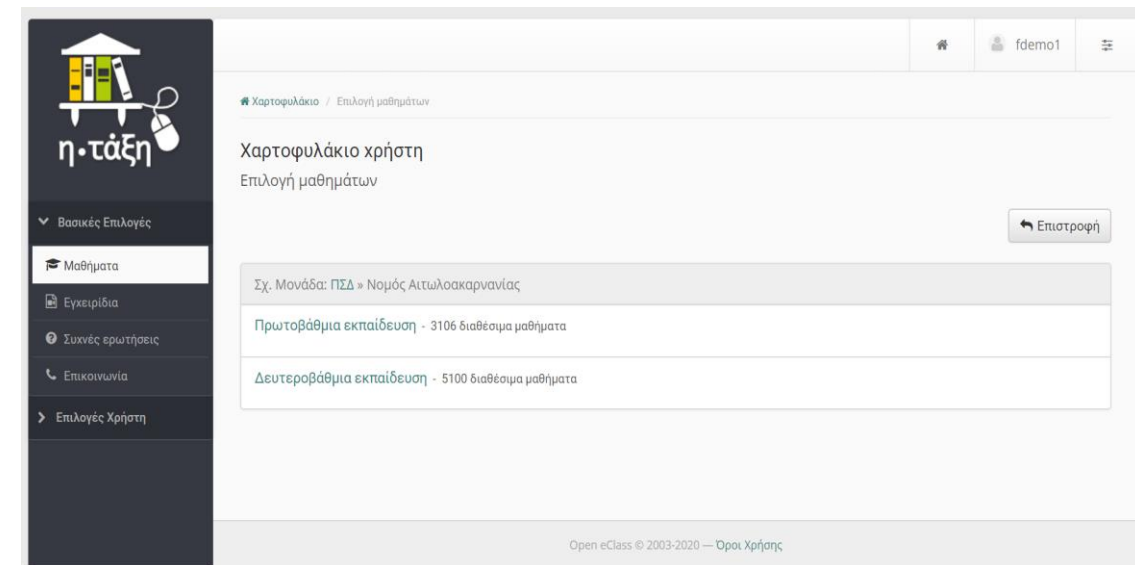 η·τάξη
fdemo1
Χαρτοφυλάκιο / Επιλογή μαθημάτων
Χαρτοφυλάκιο χρήστη
Επιλογή μαθημάτων
Επιστροφή
Βασικές Επιλογές
Μαθήματα
Εγχειρίδια
Συχνές ερωτήσεις
Επικοινωνία
Επιλογές Χρήστη
Σχ. Μονάδα: ΠΣΔ » Νομός Αιτωλοακαρνανίας
Πρωτοβάθμια εκπαίδευση - 3106 διαθέσιμα μαθήματα
Δευτεροβάθμια εκπαίδευση - 5100 διαθέσιμα μαθήματα
Open eClass © 2003-2020 — Όροι Χρήσης